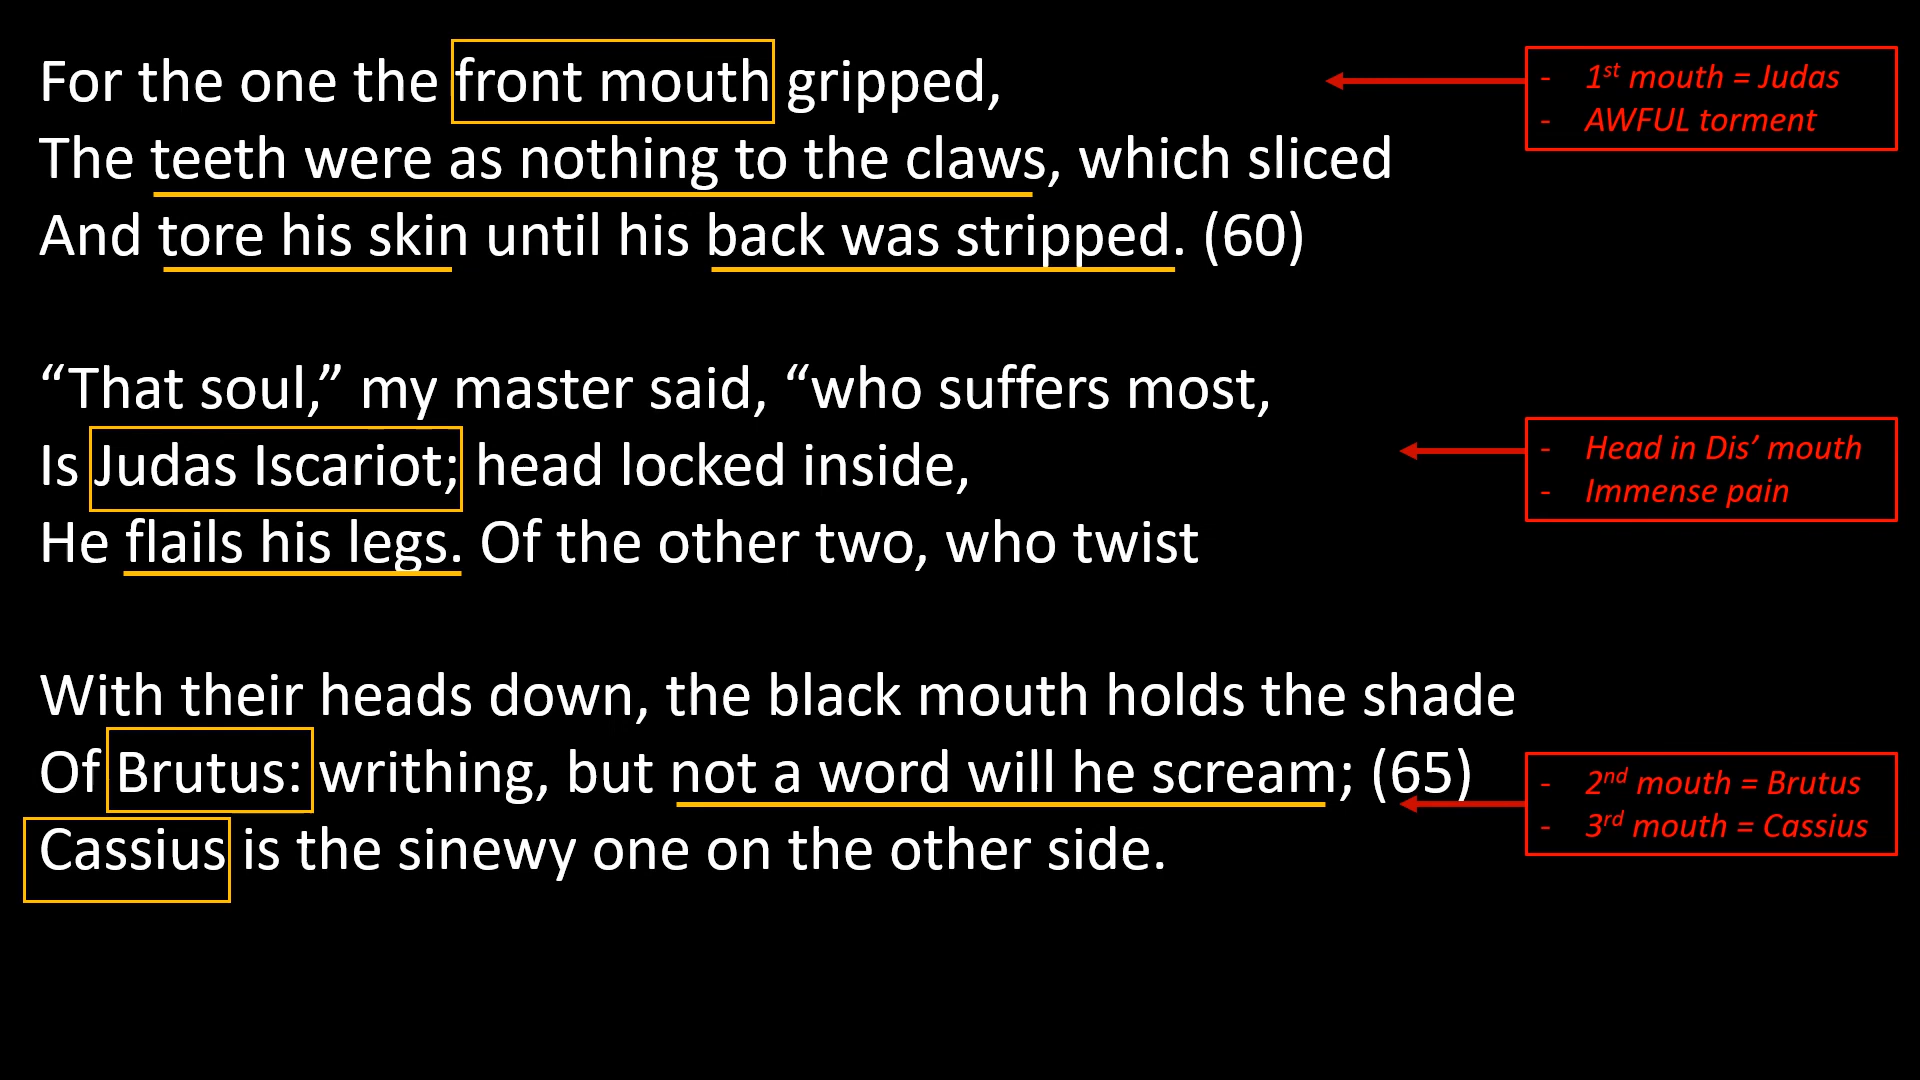 For the one the front mouth gripped,
The teeth were as nothing to the claws, which sliced
And tore his skin until his back was stripped. (60)
- 1st mouth = Judas
- AWFUL torment
“That soul,” my master said, “who suffers most,
Is Judas Iscariot; head locked inside,
He flails his legs. Of the other two, who twist
- Head in Dis’ mouth
- Immense pain
With their heads down, the black mouth holds the shade
Of Brutus: writhing, but not a word will he scream; (65)
Cassius is the sinewy one on the other side.
- 2nd mouth = Brutus
- 3rd mouth = Cassius